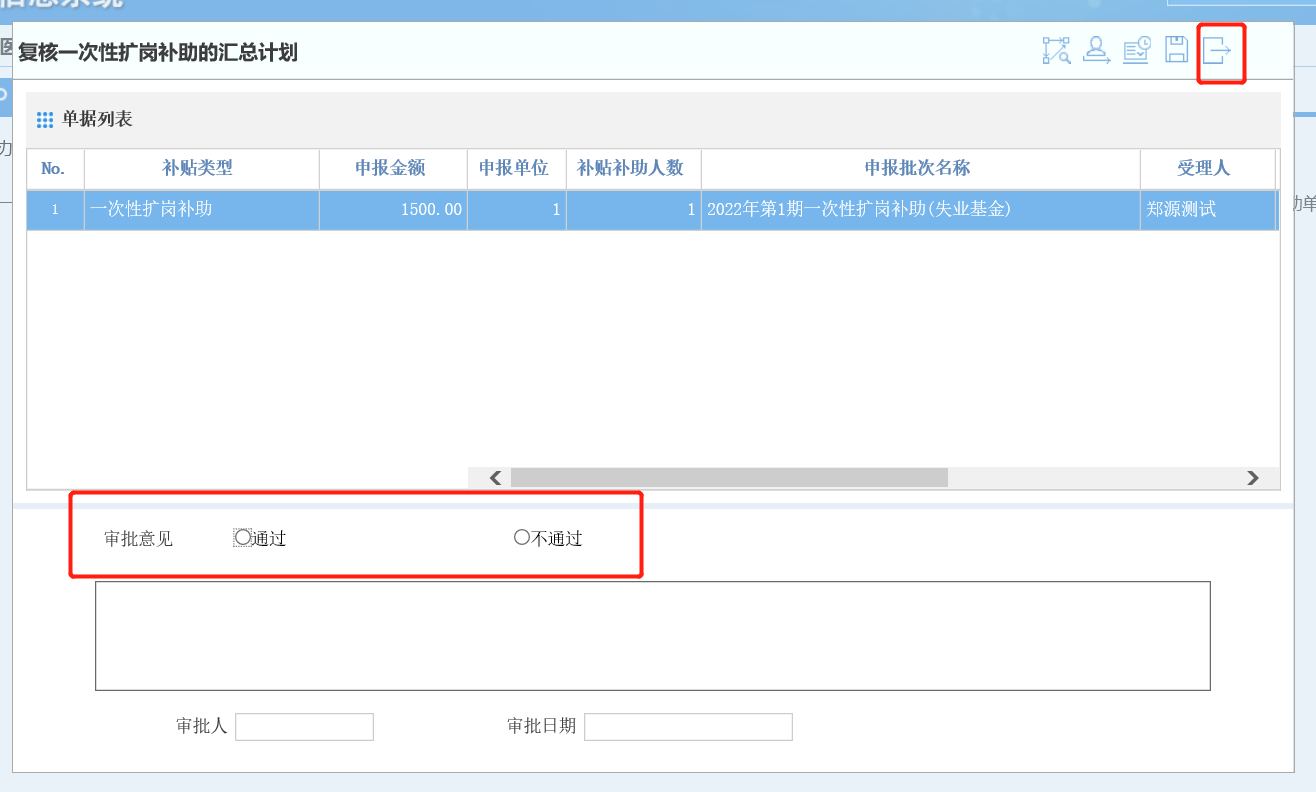 信息系统
医
复核一次性扩岗补助的汇总计划
单据列表
No. 补贴类型 申报金额 申报单位 补贴补助人数 申报批次名称 受理人
1 一次性扩岗补助 1500.00 1 1 2022年第1期一次性扩岗补助(失业基金) 郑源测试
审批意见 通过 不通过
审批人 审批日期